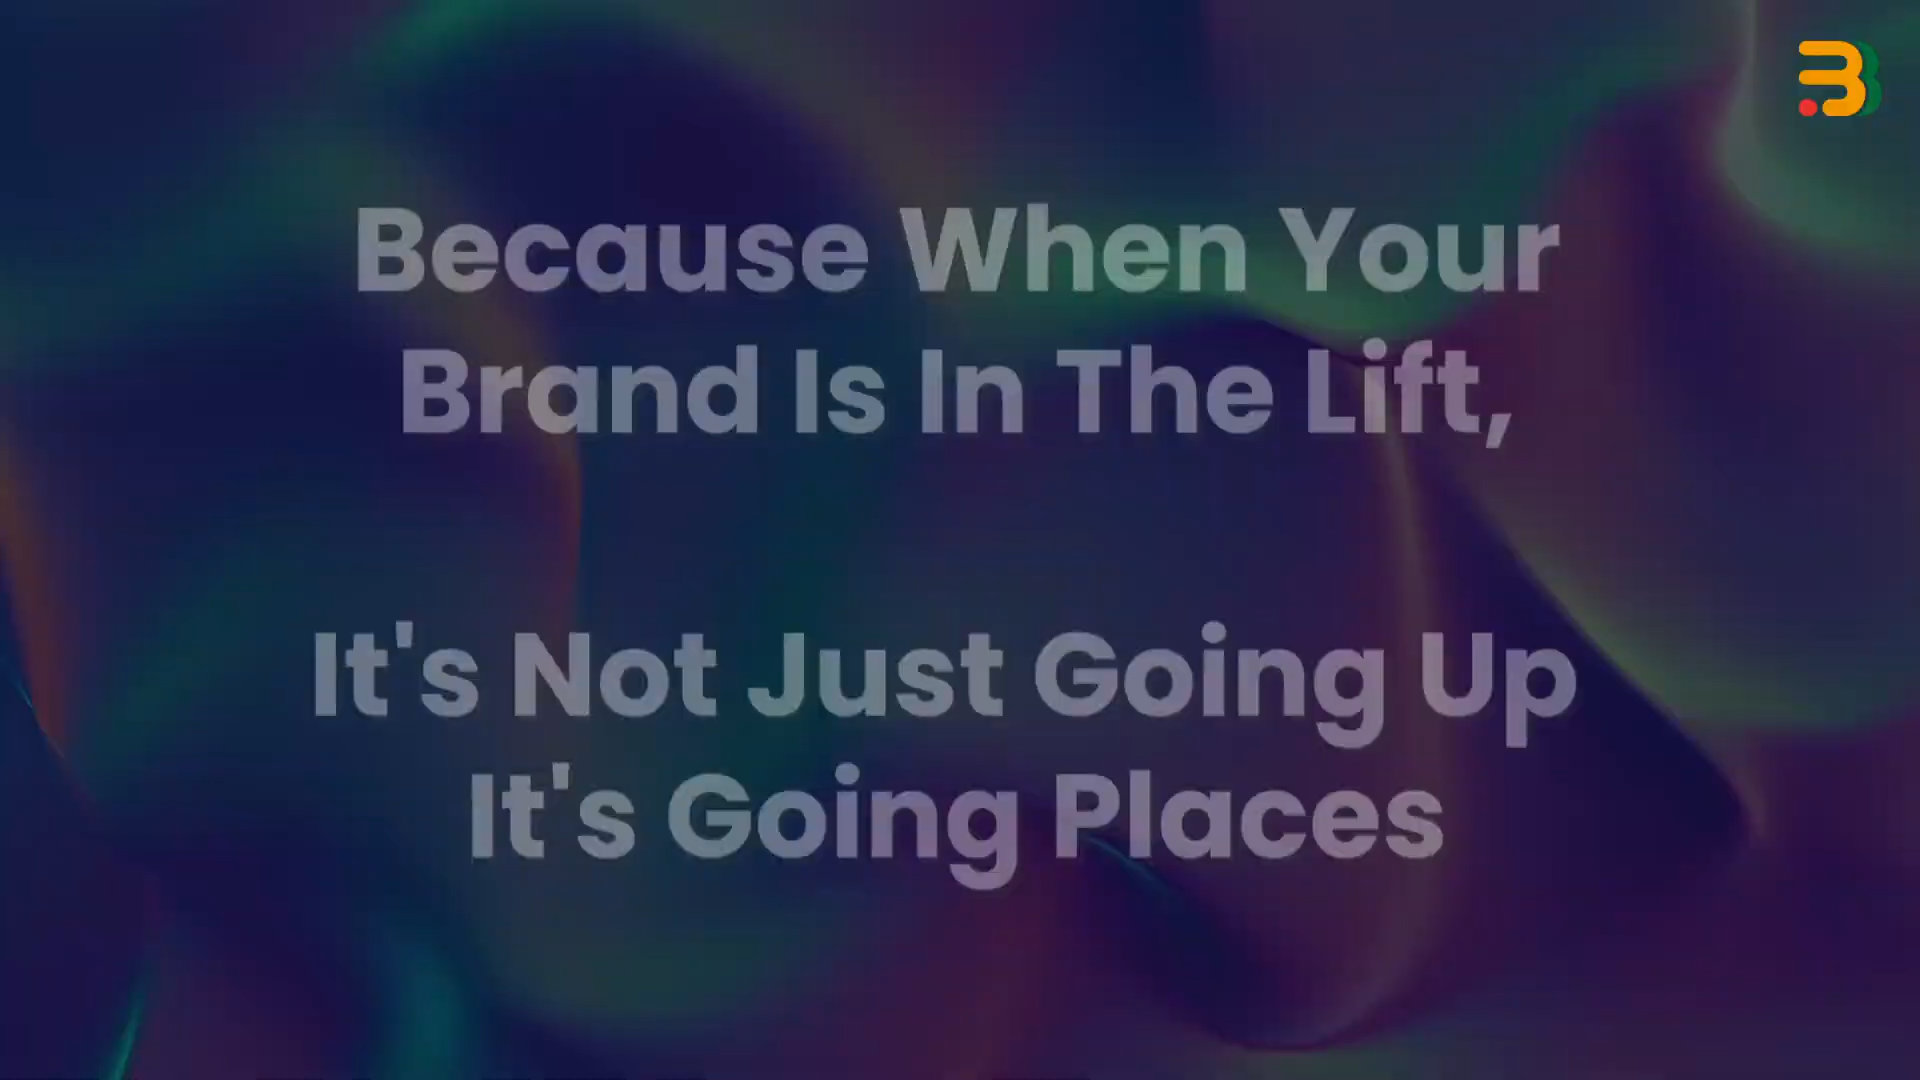 Because When Your
Brand Is In The Lift,
It's Not Just Going Up
It's Going Places